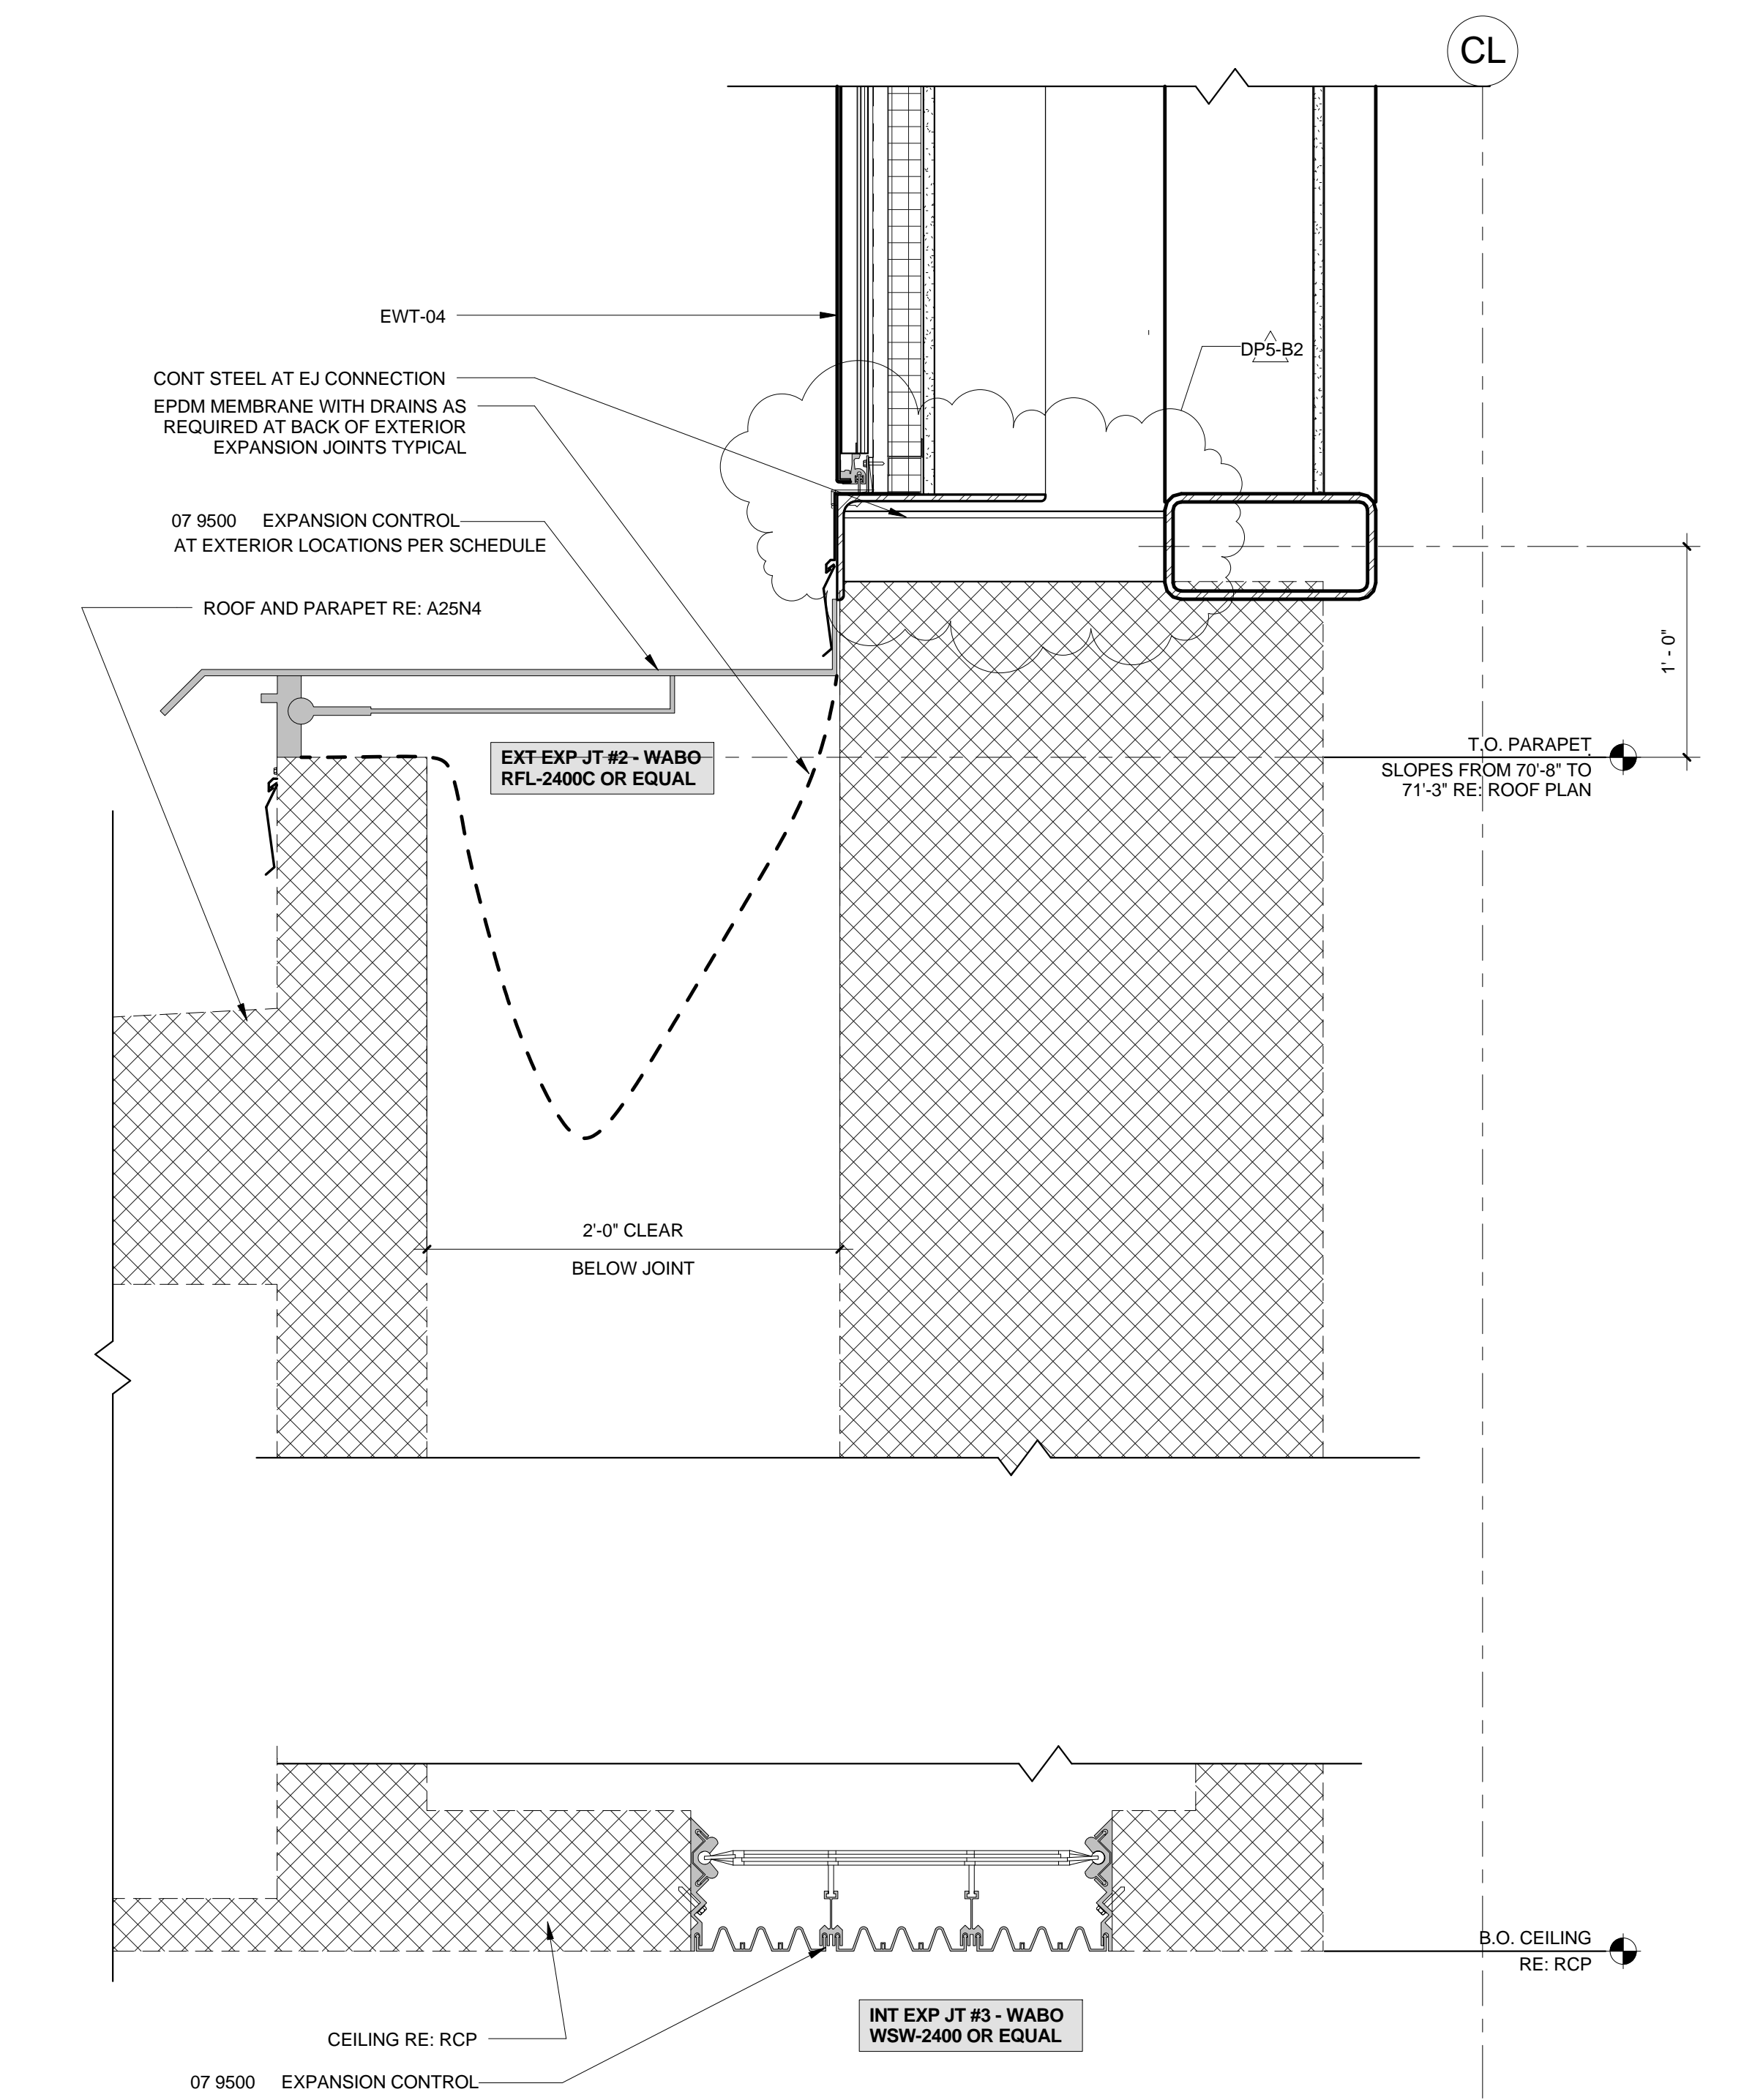 CL
EWT-04
DP5-B2
CONT STEEL AT EJ CONNECTION
EPDM MEMBRANE WITH DRAINS AS
REQUIRED AT BACK OF EXTERIOR
EXPANSION JOINTS TYPICAL
07 9500 EXPANSION CONTROL
AT EXTERIOR LOCATIONS PER SCHEDULE
ROOF AND PARAPET RE: A25N4
1' - 0"
EXT EXP JT #2 - WABO
RFL-2400C OR EQUAL
T.O. PARAPET
SLOPES FROM 70'-8" TO
71'-3" RE: ROOF PLAN
2'-0" CLEAR
BELOW JOINT
B.O. CEILING
RE: RCP
INT EXP JT #3 - WABO
WSW-2400 OR EQUAL
CEILING RE: RCP
07 9500 EXPANSION CONTROL